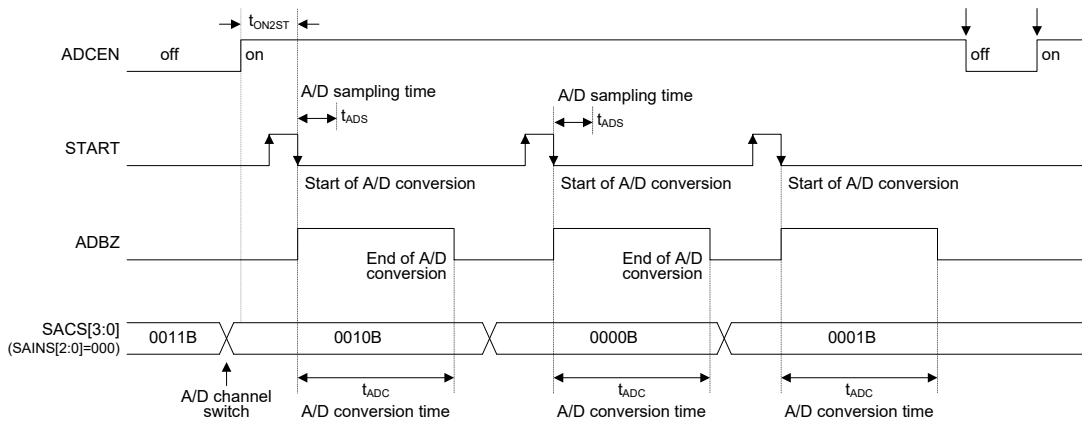 tON2ST
ADCEN
off
on
off
on
A/D sampling time
tADS
A/D sampling time
tADS
START
Start of A/D conversion
Start of A/D conversion
Start of A/D conversion
ADBZ
End of A/D
conversion
End of A/D
conversion
SACS[3:0]
(SAINS[2:0]=000)
0011B
0010B
0000B
0001B
A/D channel
switch
tADC
A/D conversion time
tADC
A/D conversion time
tADC
A/D conversion time